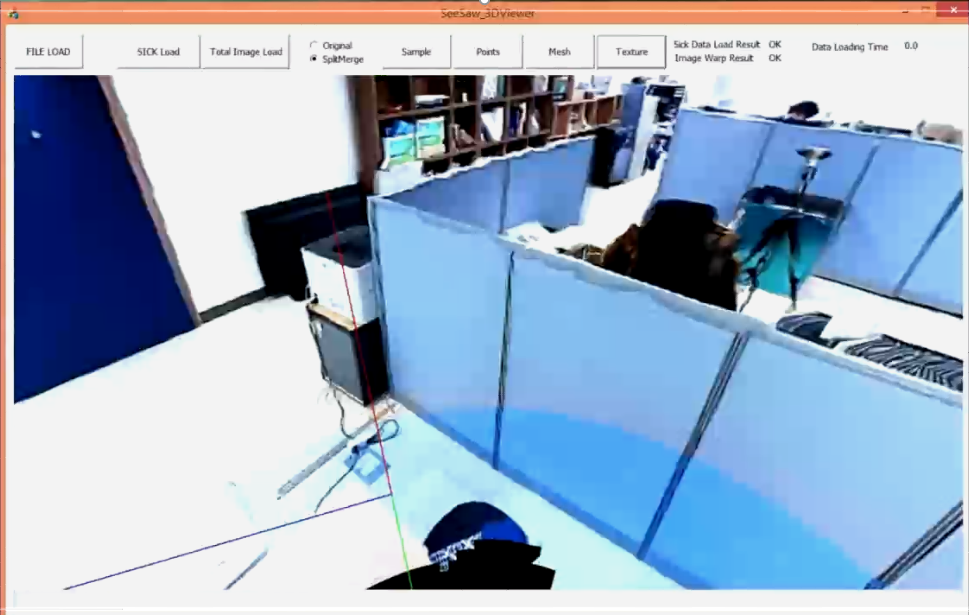 SeeSaw_3DViewer
FILE LOAD
SICK Load
Total Image Load
Original
SplitMerge
Sample
Points
Mesh
Texture
Sick Data Load Result OK
Image Warp Result OK
Data Loading Time 0.0